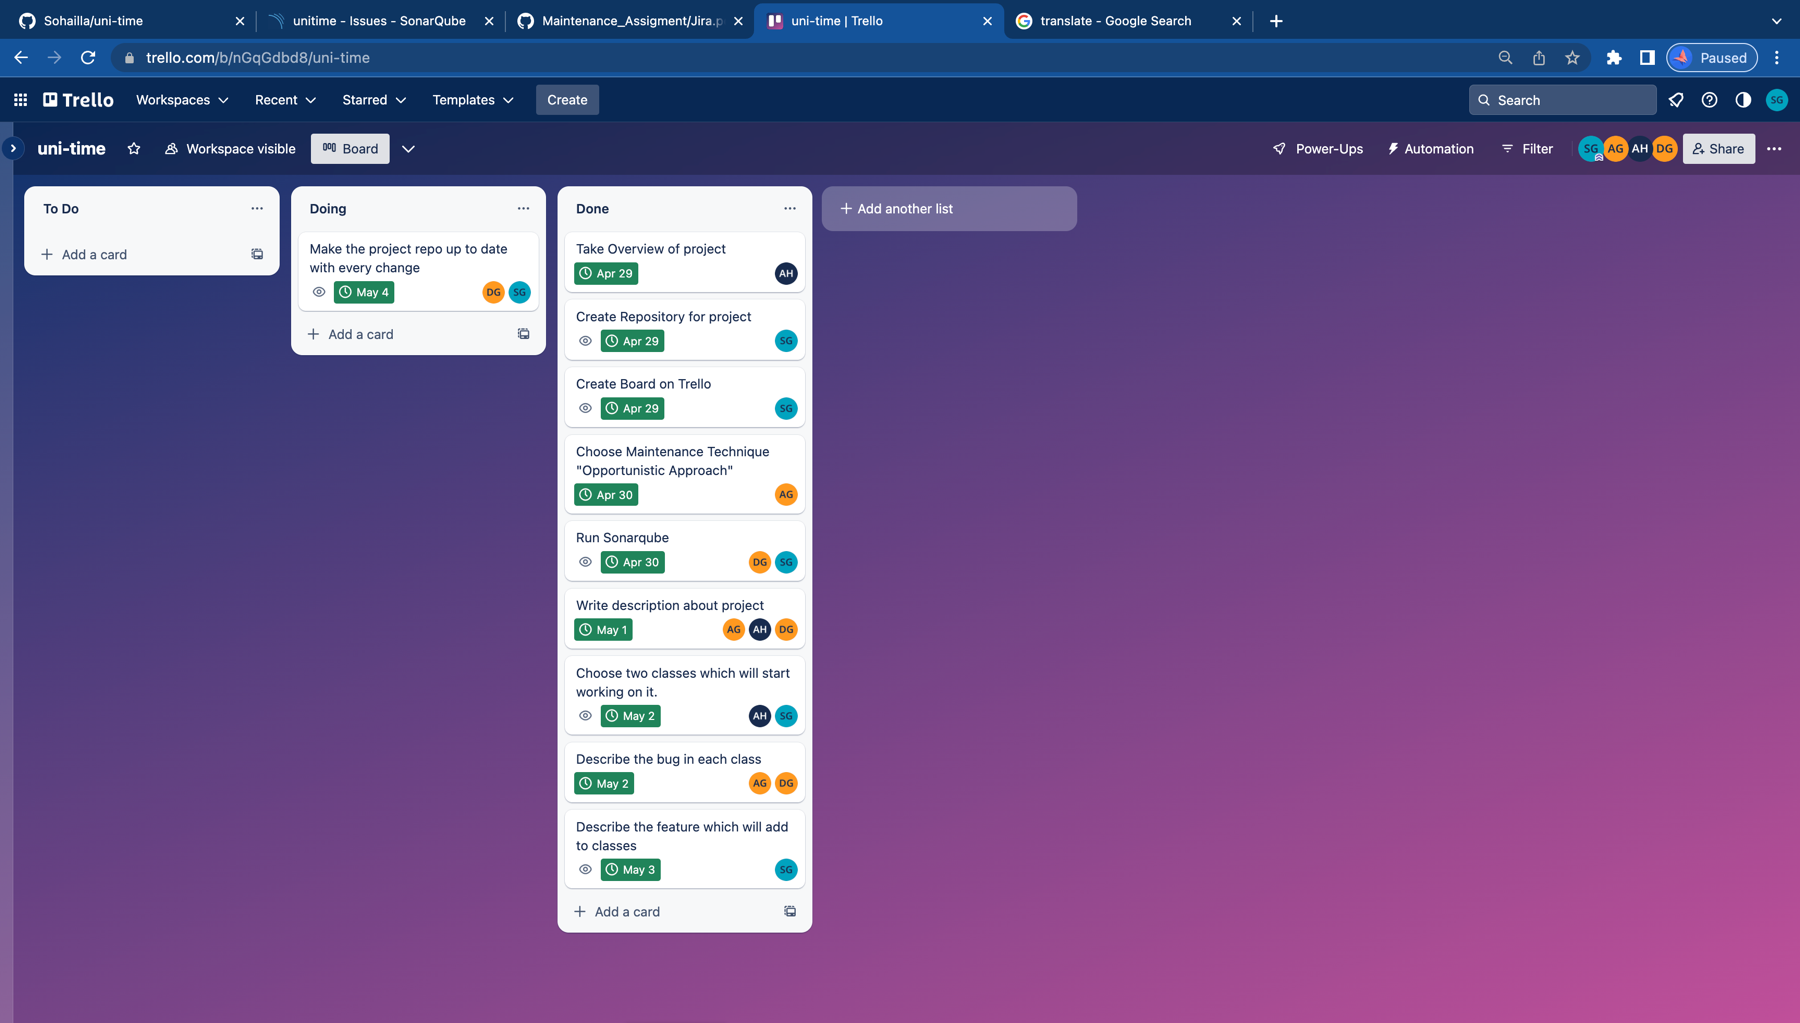 Sohailla/uni-time
unitime - Issues - SonarQube
Maintenance_Assigment/Jira.p
uni-time | Trello
translate - Google Search
trello.com/b/nGqGdbd8/uni-time
Paused
Trello
Workspaces
Recent
Starred
Templates
Create
Search
SG
uni-time
Workspace visible
Board
Power-Ups
Automation
Filter
SG
AG
AH
DG
Share
To Do
Add a card
Doing
Make the project repo up to date
with every change
May 4
DG
SG
Add a card
Done
Take Overview of project
Apr 29
AH
Create Repository for project
Apr 29
SG
Create Board on Trello
Apr 29
SG
Choose Maintenance Technique
"Opportunistic Approach"
Apr 30
AG
Run Sonarqube
Apr 30
DG
SG
Write description about project
May 1
AG
AH
DG
Choose two classes which will start
working on it.
May 2
AH
SG
Describe the bug in each class
May 2
AG
DG
Describe the feature which will add
to classes
May 3
SG
Add a card
Add another list